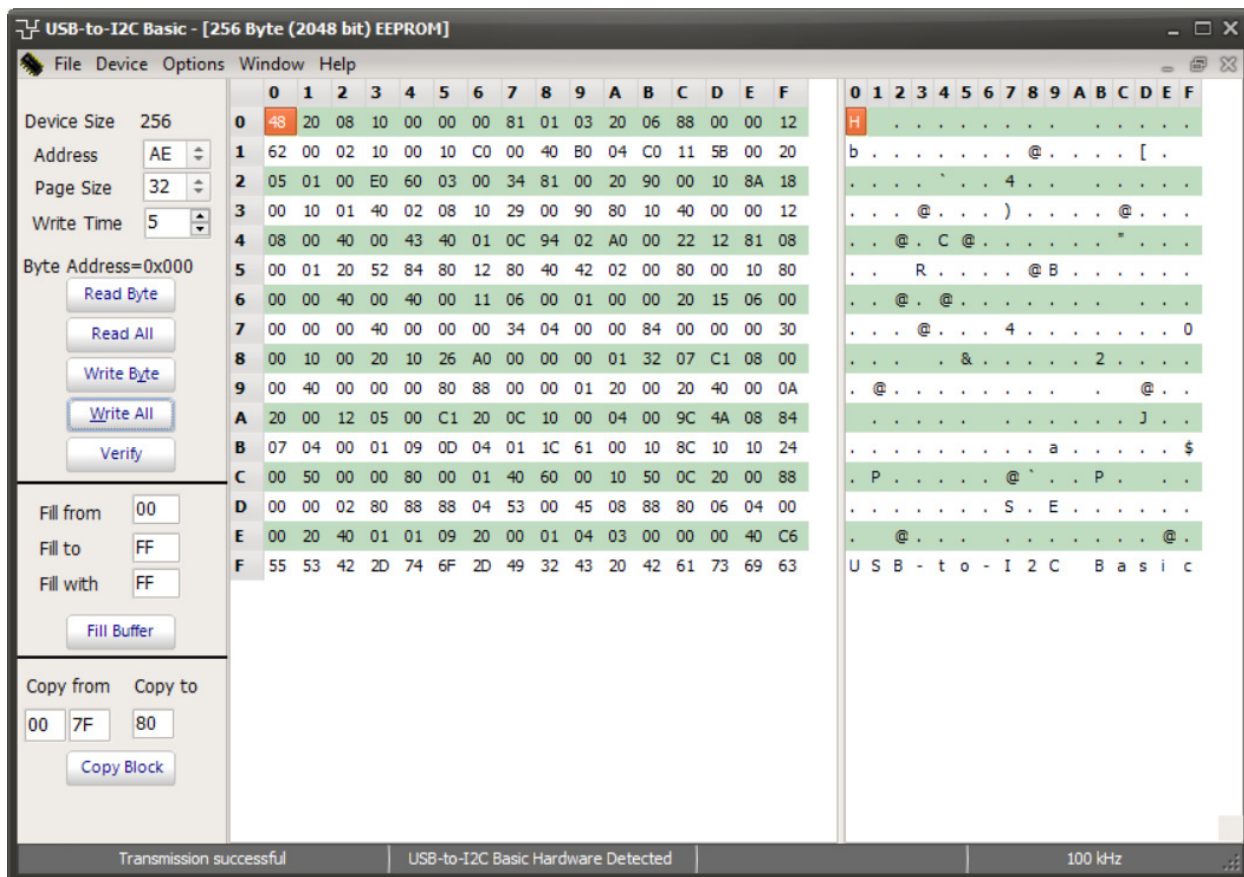 USB-to-I2C Basic - [256 Byte (2048 bit) EEPROM]
File Device Options Window Help
Device Size 256
Address AE
Page Size 32
Write Time 5
Byte Address=0x000
Read Byte
Read All
Write Byte
Write All
Verify
Fill from 00
Fill to FF
Fill with FF
Fill Buffer
Copy from Copy to
00 7F 80
Copy Block
0 1 2 3 4 5 6 7 8 9 A B C D E F
0 48 20 08 10 00 00 00 81 01 03 20 06 88 00 00 12
1 62 00 02 10 00 10 C0 00 40 B0 04 C0 11 5B 00 20
2 05 01 00 E0 60 03 00 34 81 00 20 90 00 10 8A 18
3 00 10 01 40 02 08 10 29 00 90 80 10 40 00 00 12
4 08 00 40 00 43 40 01 0C 94 02 A0 00 22 12 81 08
5 00 01 20 52 84 80 12 80 40 42 02 00 80 00 10 80
6 00 00 40 00 40 00 11 06 00 01 00 00 20 15 06 00
7 00 00 00 40 00 00 00 34 04 00 00 84 00 00 00 30
8 00 10 00 20 10 26 A0 00 00 00 01 32 07 C1 08 00
9 00 40 00 00 00 80 88 00 00 01 20 00 20 40 00 0A
A 20 00 12 05 00 C1 20 0C 10 00 04 00 9C 4A 08 84
B 07 04 00 01 09 0D 04 01 1C 61 00 10 8C 10 10 24
C 00 50 00 00 80 00 01 40 60 00 10 50 0C 20 00 88
D 00 00 02 80 88 88 04 53 00 45 08 88 80 06 04 00
E 00 20 40 01 01 09 20 00 01 04 03 00 00 00 40 C6
F 55 53 42 2D 74 6F 2D 49 32 43 20 42 61 73 69 63
0 1 2 3 4 5 6 7 8 9 A B C D E F
H . . . . . . . . . . . . .
b . . . . . . . @ . . . . [ .
. . . . ` . . 4 . . . . . . .
. . . @ . . . ) . . . . @ . . .
. . @ . C @ . . . . . . " . . .
. . R . . . . @ B . . . . . .
. . @ . @ . . . . . . . . . .
. . . @ . . . 4 . . . . . . . 0
. . . . & . . . . . 2 . . . .
. @ . . . . . . . . . @ . .
. . . . . . . . . . . . J . .
. . . . . . . . . a . . . . . $
. P . . . . . @ ` . . P . . .
. . . . . . . S . E . . . . . .
. @ . . . . . . . . . . . @ .
U S B - t o - I 2 C B a s i c
Transmission successful USB-to-I2C Basic Hardware Detected 100 kHz